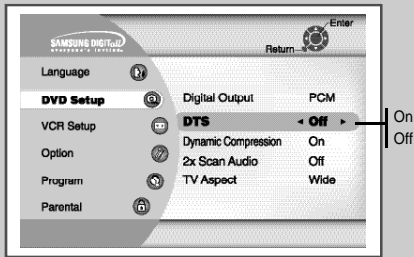 Enter
SAMSUNG DIGITall
everyone's invited
Return
Language
DVD Setup
VCR Setup
Option
Program
Parental
Digital Output PCM
DTS ◄ Off ►
Dynamic Compression On
2x Scan Audio Off
TV Aspect Wide
On
Off